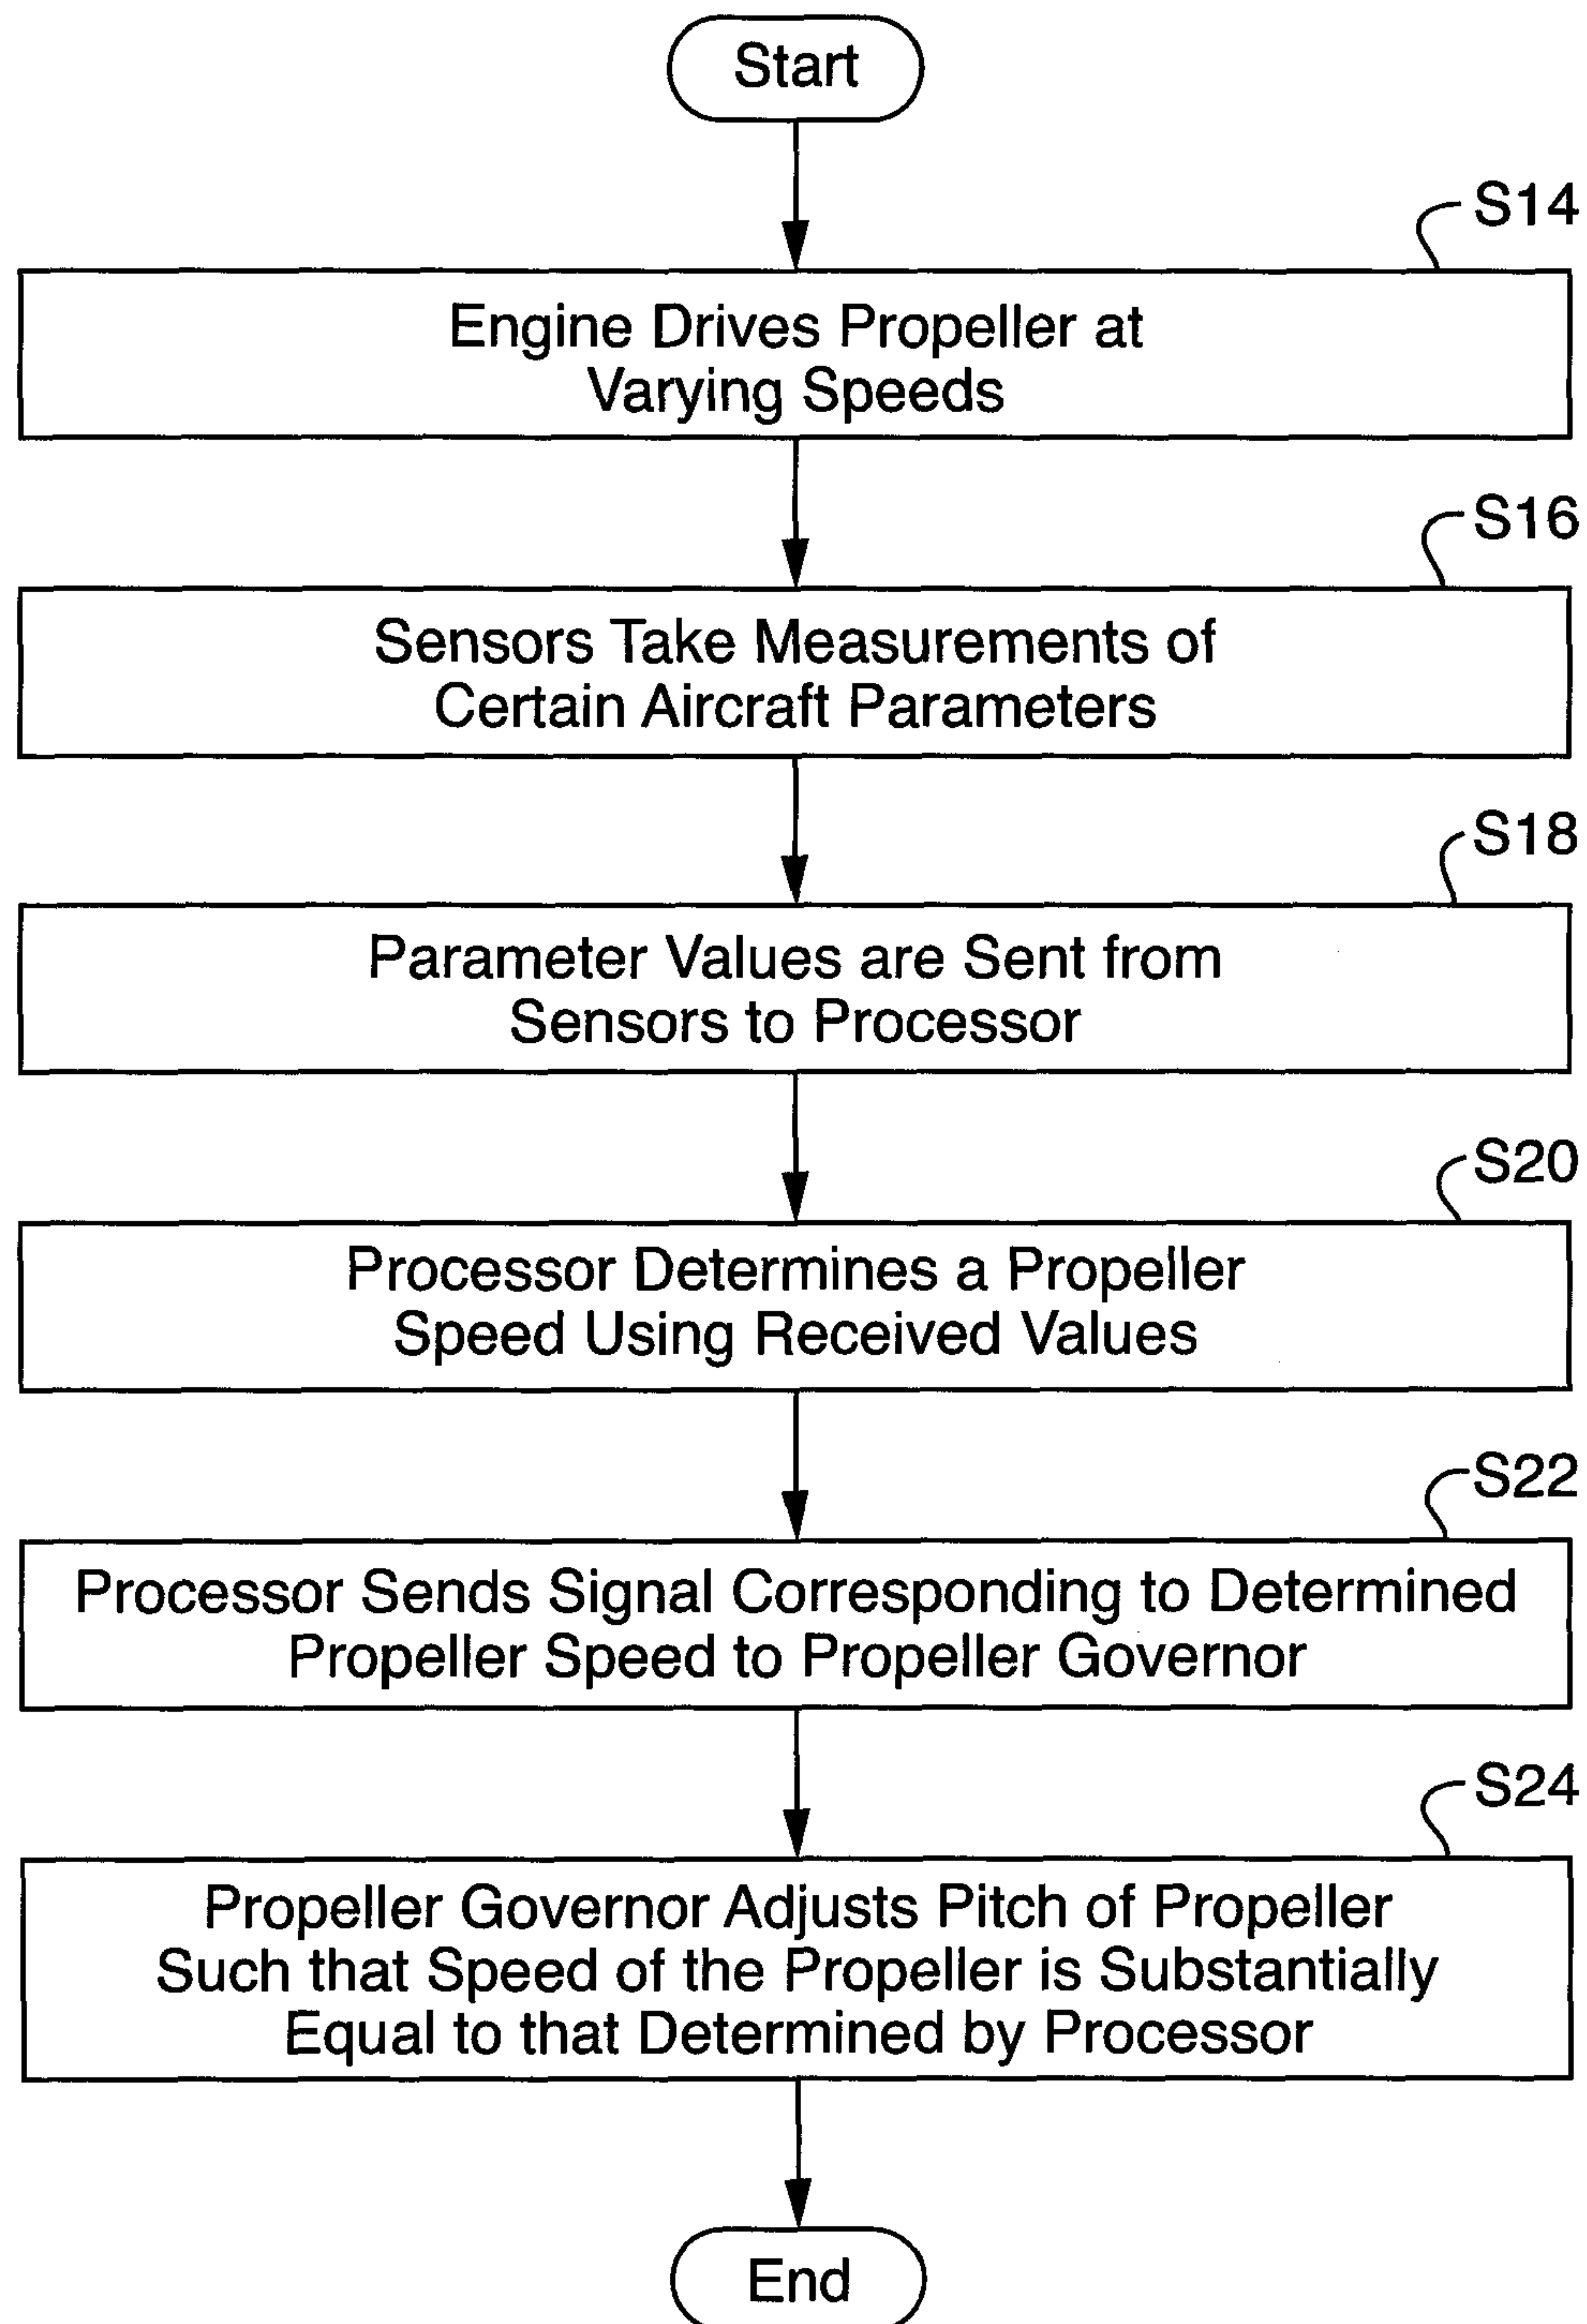 Start
S14
Engine Drives Propeller at
Varying Speeds
S16
Sensors Take Measurements of
Certain Aircraft Parameters
S18
Parameter Values are Sent from
Sensors to Processor
S20
Processor Determines a Propeller
Speed Using Received Values
S22
Processor Sends Signal Corresponding to Determined
Propeller Speed to Propeller Governor
S24
Propeller Governor Adjusts Pitch of Propeller
Such that Speed of the Propeller is Substantially
Equal to that Determined by Processor
End